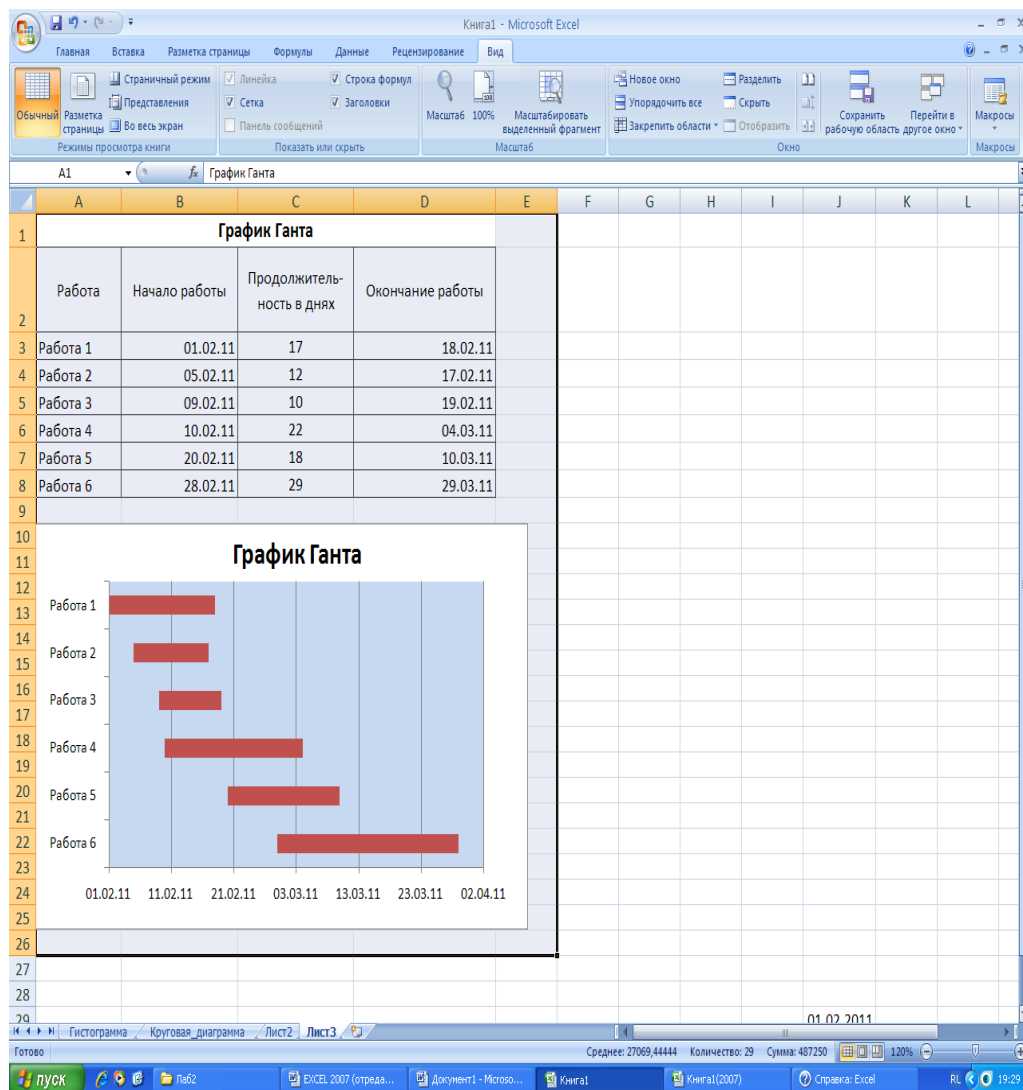 Книга1 - Microsoft Excel
Главная Вставка Разметка страницы Формулы Данные Рецензирование Вид
Обычный
Разметка страницы
Страничный режим
Представления
Во весь экран
Режимы просмотра книги
Линейка
Сетка
Панель сообщений
Строка формул
Заголовки
Показать или скрыть
Масштаб
100%
Масштабировать выделенный фрагмент
Масштаб
Новое окно
Упорядочить все
Закрепить области
Разделить
Скрыть
Отобразить
Сохранить рабочую область
Перейти в другое окно
Окно
Макросы
Макросы
A1 fx График Ганта
A B C D E F G H I J K L
1 График Ганта
2 Работа Начало работы Продолжитель-ность в днях Окончание работы
3 Работа 1 01.02.11 17 18.02.11
4 Работа 2 05.02.11 12 17.02.11
5 Работа 3 09.02.11 10 19.02.11
6 Работа 4 10.02.11 22 04.03.11
7 Работа 5 20.02.11 18 10.03.11
8 Работа 6 28.02.11 29 29.03.11
9
10
11
12
13
14
15
16
17
18
19
20
21
22
23
24
25
26
27
28
29
График Ганта
Работа 1
Работа 2
Работа 3
Работа 4
Работа 5
Работа 6
01.02.11 11.02.11 21.02.11 03.03.11 13.03.11 23.03.11 02.04.11
01.02.2011
Гистограмма Круговая_диаграмма Лист2 Лист3
Готово Среднее: 27069,44444 Количество: 29 Сумма: 487250 120%
пуск Лаб2 EXCEL 2007 (отреда... Документ1 - Microso... Книга1 Книга1(2007) Справка: Excel RL 19:29